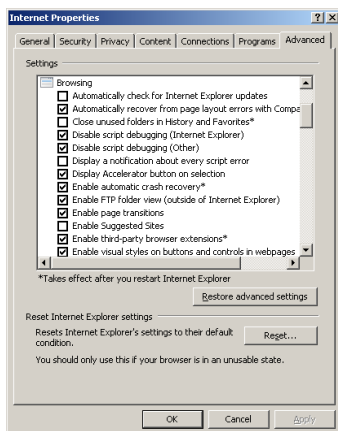 Internet Properties
General Security Privacy Content Connections Programs Advanced
Settings
Browsing
Automatically check for Internet Explorer updates
Automatically recover from page layout errors with Compa
Close unused folders in History and Favorites*
Disable script debugging (Internet Explorer)
Disable script debugging (Other)
Display a notification about every script error
Display Accelerator button on selection
Enable automatic crash recovery*
Enable FTP folder view (outside of Internet Explorer)
Enable page transitions
Enable Suggested Sites
Enable third-party browser extensions*
Enable visual styles on buttons and controls in webpages
*Takes effect after you restart Internet Explorer
Restore advanced settings
Reset Internet Explorer settings
Resets Internet Explorer's settings to their default
condition.
Reset...
You should only use this if your browser is in an unusable state.
OK Cancel Apply